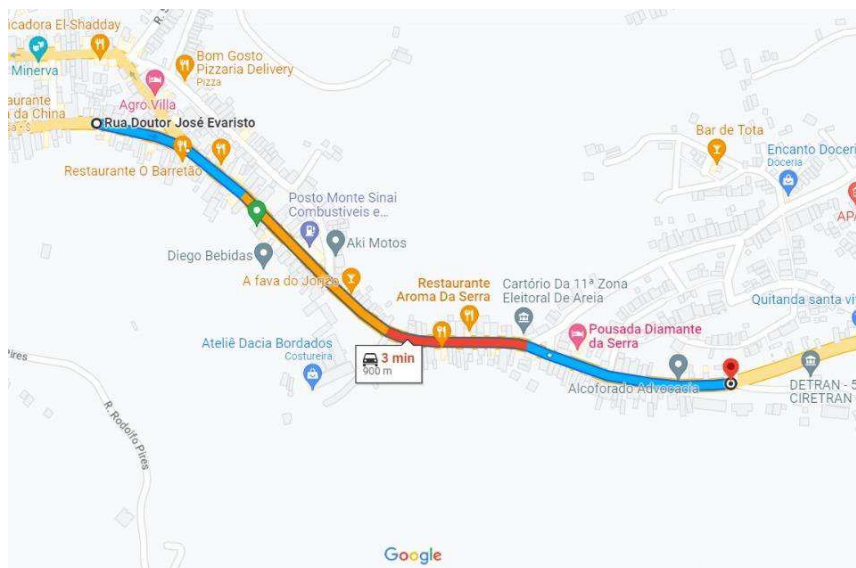 icadora El-Shadday
Minerva
Bom Gosto
Pizzaria Delivery
Pizza
Agro Villa
aurante
da China
Rua Doutor José Evaristo
Restaurante O Barretão
Posto Monte Sinai
Combustiveis e...
Aki Motos
Diego Bebidas
A fava do
Bar de Tota
Encanto Doceri
Doceria
APA
Restaurante
Aroma Da Serra
Cartório Da 11ª Zona
Eleitoral De Areia
Quitanda santa vi
Pousada Diamante
da Serra
Ateliê Dacia Bordados
Costureira
3 min
900 m
Alcoforado Advocacia
DETRAN - 5
CIRETRAN
Pires
R. Rodolfo Pires
Google